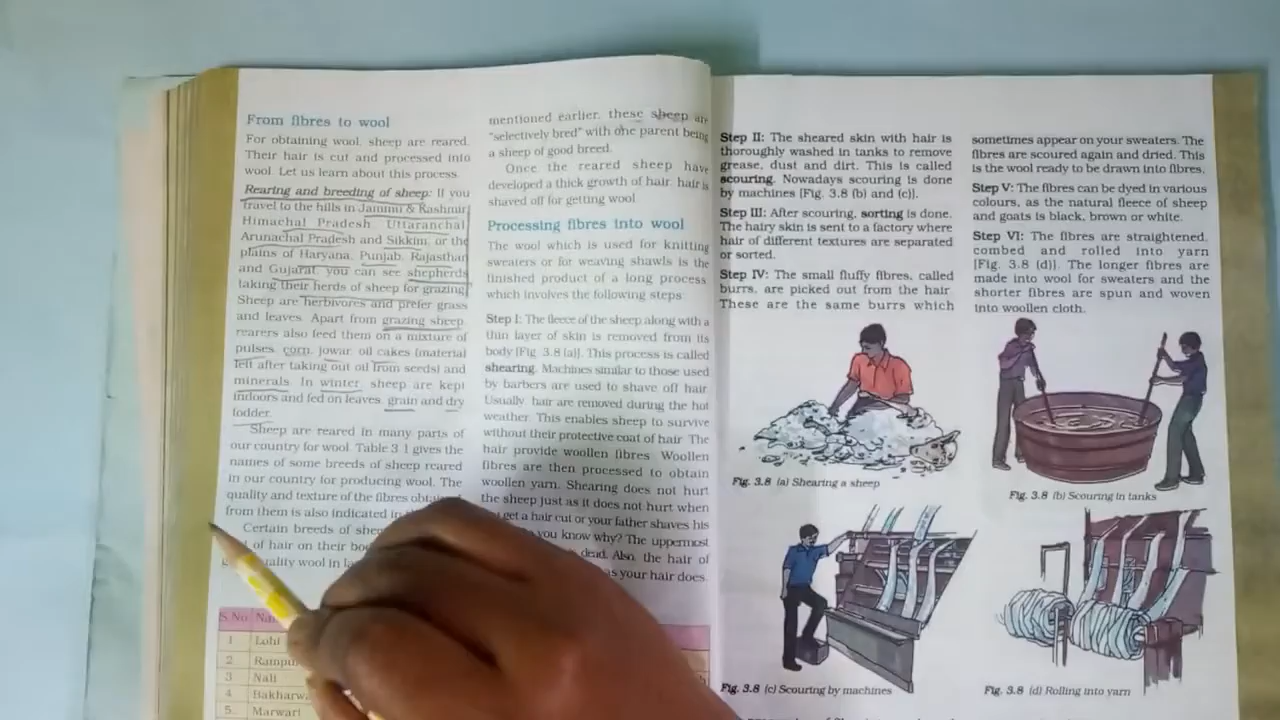 From fibres to wool
For obtaining wool, sheep are reared.
Their hair is cut and processed into
wool. Let us learn about this process.
Rearing and breeding of sheep: If you
travel to the hills in Jammu & Kashmir,
Himachal Pradesh, Uttaranchal,
Arunachal Pradesh and Sikkim, or the
plains of Haryana, Punjab, Rajasthan
and Gujarat, you can see shepherds
taking their herds of sheep for grazing.
Sheep are herbivores and prefer grass
and leaves. Apart from grazing sheep,
rearers also feed them on a mixture of
pulses, corn, jowar, oil cakes (material
left after taking out oil from seeds) and
minerals. In winter, sheep are kept
indoors and fed on leaves, grain and dry
fodder.
Sheep are reared in many parts of
our country for wool. Table 3.1 gives the
names of some breeds of sheep reared
in our country for producing wool. The
quality and texture of the fibres
from them is also indicated in
Certain breeds of
of hair on their
wool in
S.No
1 Lohi
2
3 Nali
4
5. Marwari
mentioned earlier, these sheep are
"selectively bred" with one parent being
a sheep of good breed.
Once the reared sheep have
developed a thick growth of hair, hair is
shaved off for getting wool.
Processing fibres into wool
The wool which is used for knitting
sweaters or for weaving shawls is the
finished product of a long process,
which involves the following steps:
Step I: The fleece of the sheep along with a
thin layer of skin is removed from its
body [Fig. 3.8 (a)]. This process is called
shearing. Machines similar to those used
by barbers are used to shave off hair.
Usually, hair are removed during the hot
weather. This enables sheep to survive
without their protective coat of hair. The
hair provide woollen fibres. Woollen
fibres are then processed to obtain
woollen yarn. Shearing does not hurt
the sheep just as it does not hurt when
get a hair cut or your father shaves his
you know why? The uppermost
dead. Also, the hair of
as your hair does.
Step II: The sheared skin with hair is
thoroughly washed in tanks to remove
grease, dust and dirt. This is called
scouring. Nowadays scouring is done
by machines [Fig. 3.8 (b) and (c)].
Step III: After scouring, sorting is done.
The hairy skin is sent to a factory where
hair of different textures are separated
or sorted.
Step IV: The small fluffy fibres, called
burrs, are picked out from the hair.
These are the same burrs which
sometimes appear on your sweaters. The
fibres are scoured again and dried. This
is the wool ready to be drawn into fibres.
Step V: The fibres can be dyed in various
colours, as the natural fleece of sheep
and goats is black, brown or white.
Step VI: The fibres are straightened,
combed and rolled into yarn
[Fig. 3.8 (d)]. The longer fibres are
made into wool for sweaters and the
shorter fibres are spun and woven
into woollen cloth.
Fig. 3.8 (a) Shearing a sheep
Fig. 3.8 (b) Scouring in tanks
Fig. 3.8 (c) Scouring by machines
Fig. 3.8 (d) Rolling into yarn